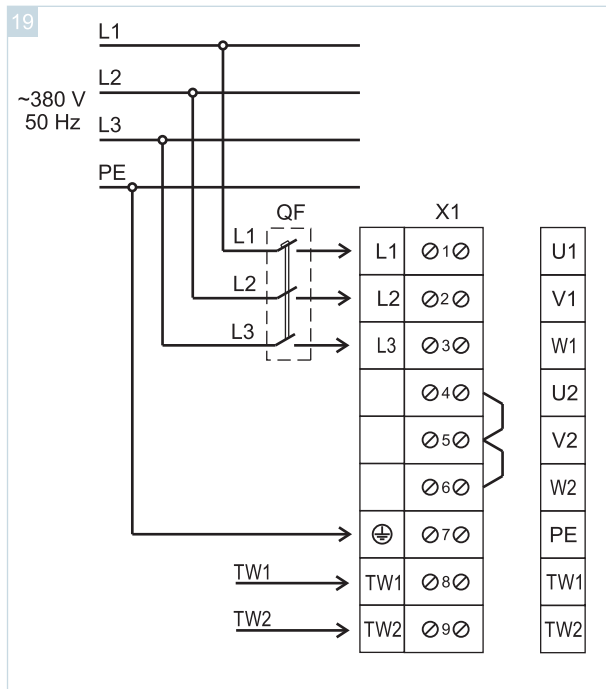 19
L1
L2
~380 V
50 Hz
L3
PE
QF
X1
L1
L1
1
U1
L2
L2
2
V1
L3
L3
3
W1
4
U2
5
V2
6
W2
7
PE
TW1
TW1
8
TW1
TW2
TW2
9
TW2